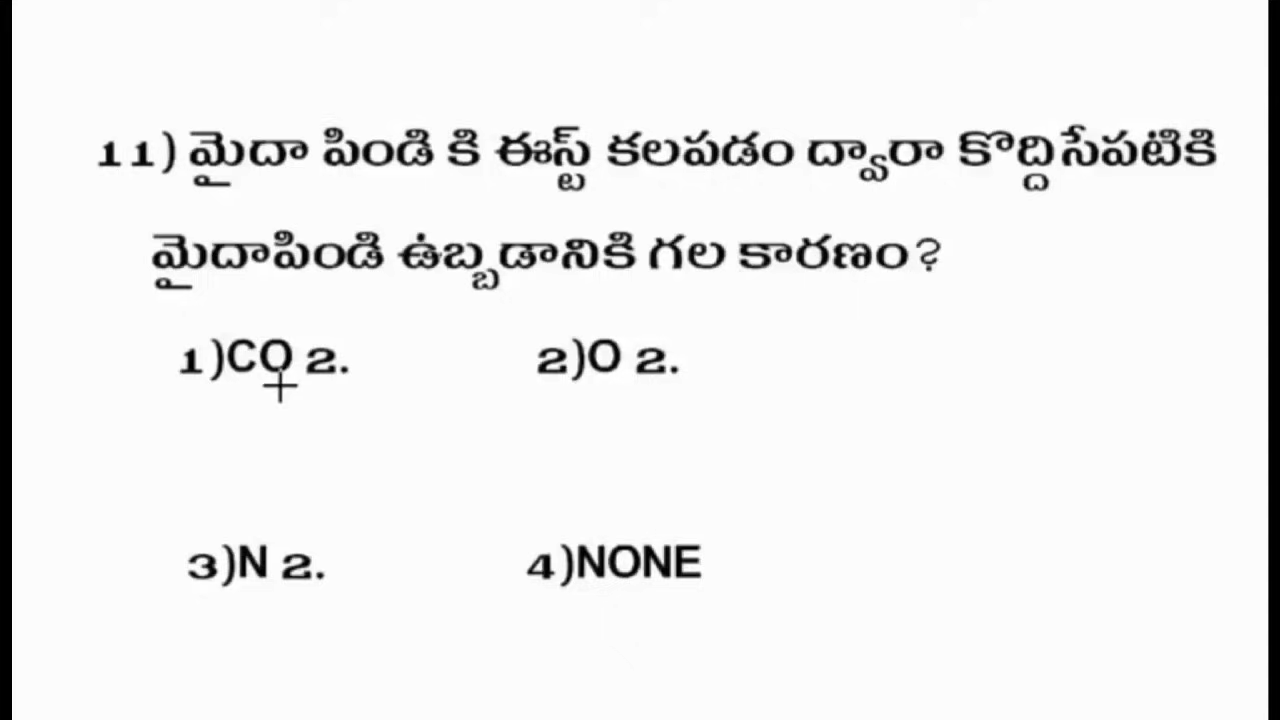 11) మైదా పిండి కి ఈస్ట్ కలపడం ద్వారా కొద్దిసేపటికి
మైదాపిండి ఉబ్బడానికి గల కారణం?
1)CO 2. 2)O 2.
3)N 2. 4)NONE